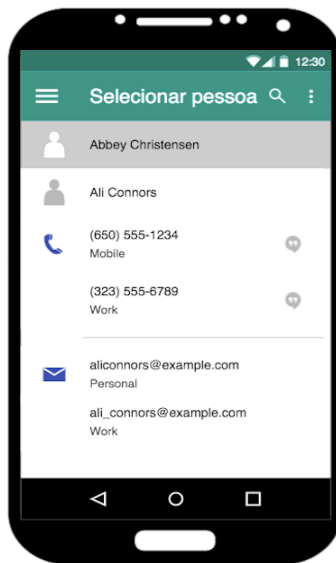 12:30
Selecionar pessoa
Abbey Christensen
Ali Connors
(650) 555-1234
Mobile
(323) 555-6789
Work
aliconnors@example.com
Personal
ali_connors@example.com
Work